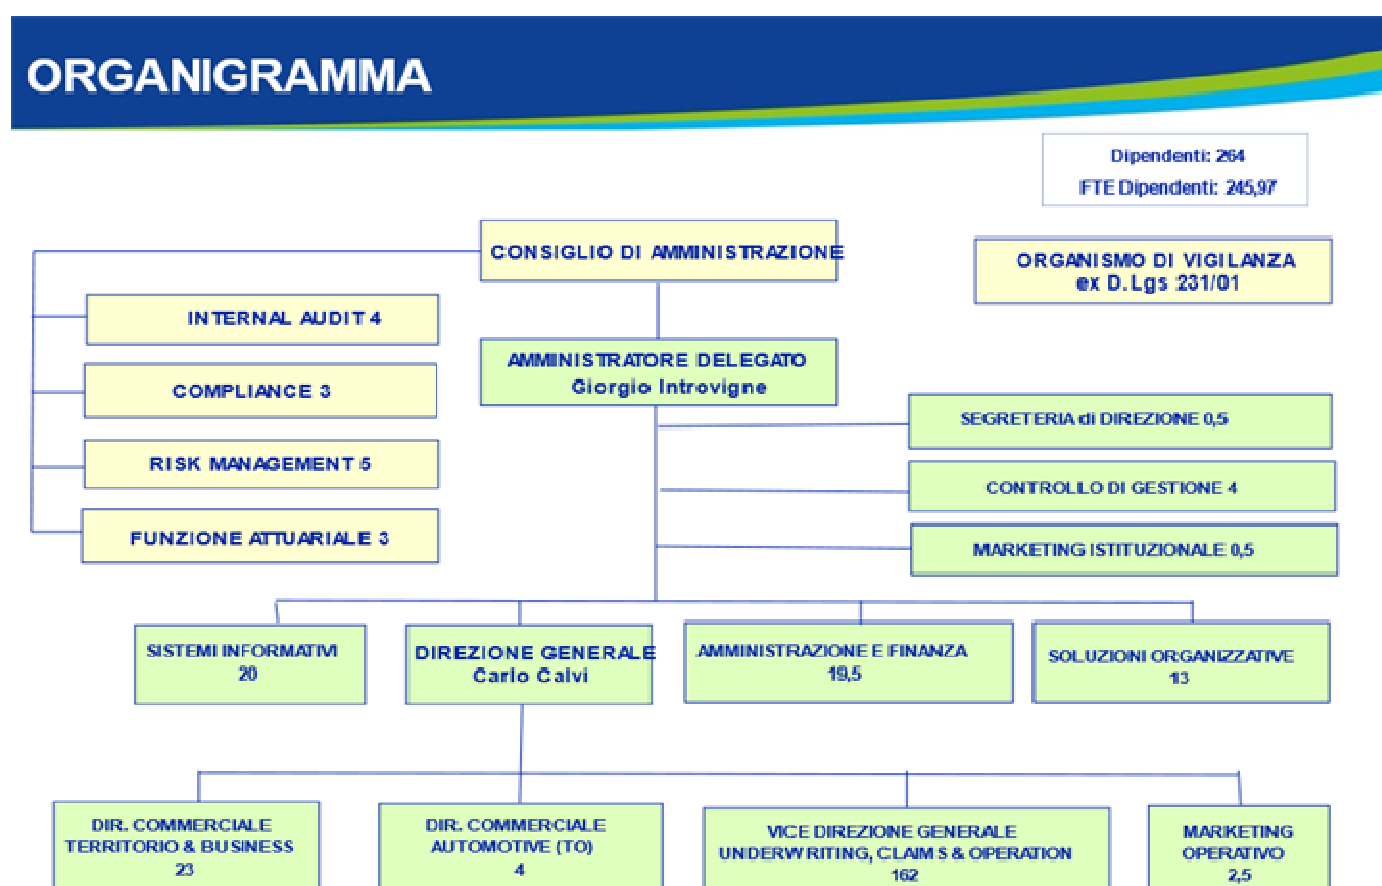 ORGANIGRAMMA
Dipendenti: 264
FTE Dipendenti: 245,97
CONSIGLIO DI AMMINISTRAZIONE
ORGANISMO DI VIGILANZA
ex D.Lgs 231/01
INTERNAL AUDIT 4
AMMINISTRATORE DELEGATO
Giorgio Introvigne
COMPLIANCE 3
SEGRETERIA di DIREZIONE 0,5
RISK MANAGEMENT 5
CONTROLLO DI GESTIONE 4
FUNZIONE ATTUARIALE 3
MARKETING ISTITUZIONALE 0,5
SISTEMI INFORMATIVI
20
DIREZIONE GENERALE
Carlo Calvi
AMMINISTRAZIONE E FINANZA
19,5
SOLUZIONI ORGANIZZATIVE
13
DIR. COMMERCIALE
TERRITORIO & BUSINESS
23
DIR. COMMERCIALE
AUTOMOTIVE (TO)
4
VICE DIREZIONE GENERALE
UNDERWRITING, CLAIMS & OPERATION
162
MARKETING
OPERATIVO
2,5